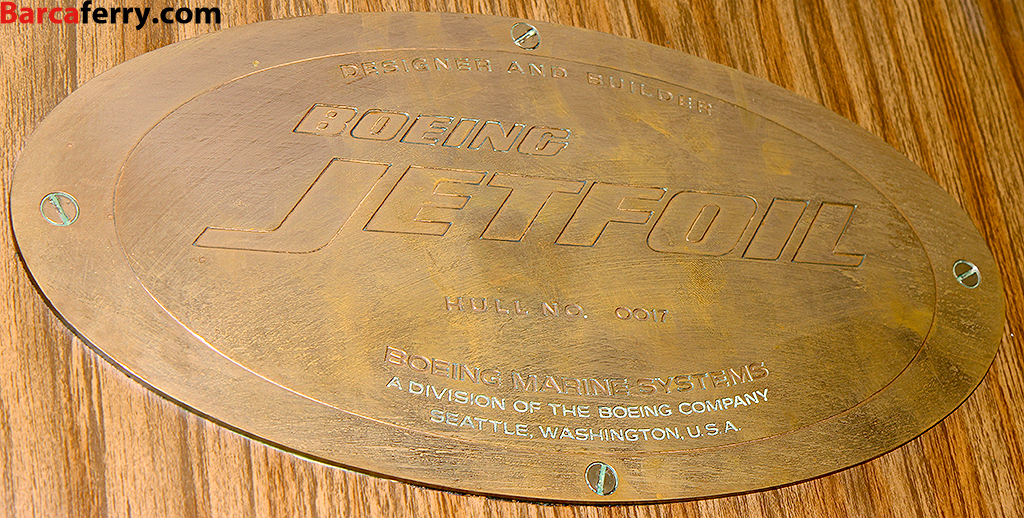 Barcaferry.com
DESIGNER AND BUILDER
BOEING
JETFOIL
HULL NO. 0017
BOEING MARINE SYSTEMS
A DIVISION OF THE BOEING COMPANY
SEATTLE, WASHINGTON, U.S.A.